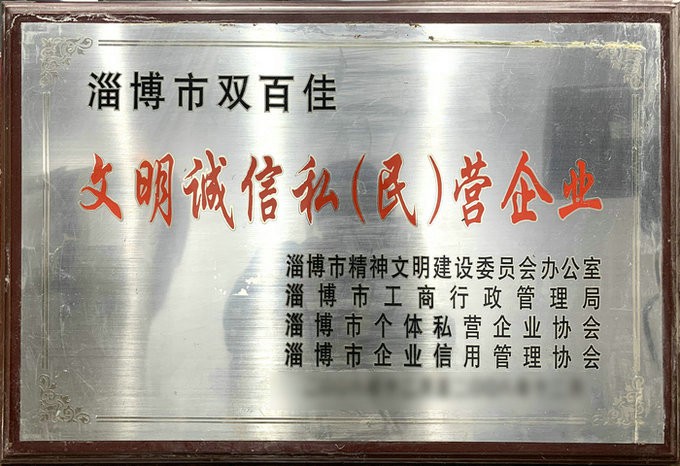 淄博市双百佳
文明诚信私(民)营企业
淄博市精神文明建设委员会办公室
淄博市工商行政管理局
淄博市个体私营企业协会
淄博市企业信用管理协会